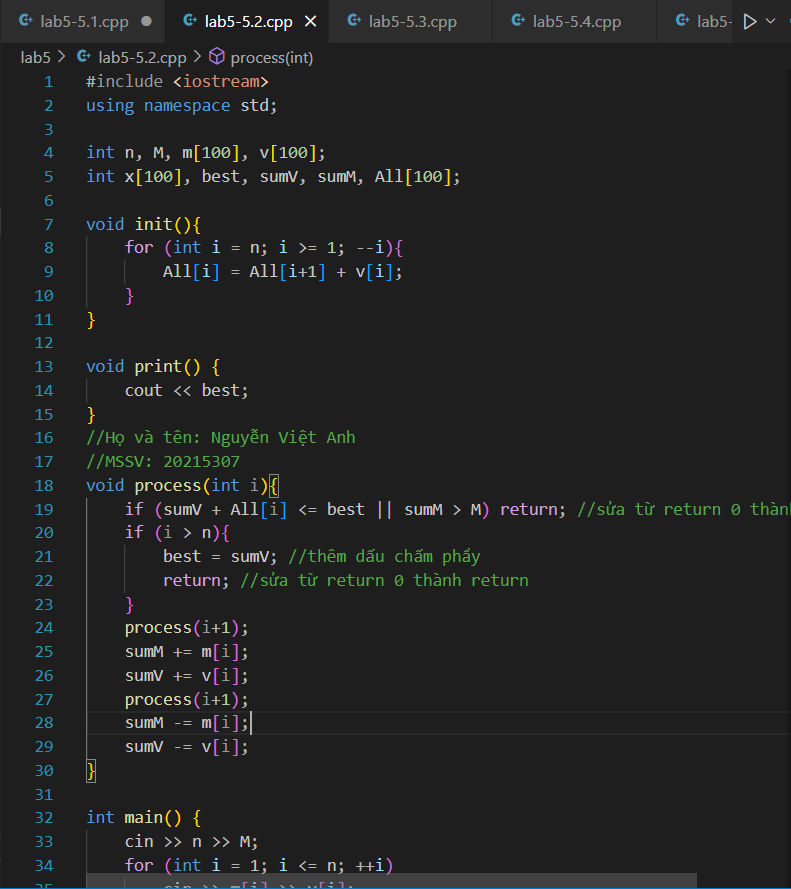 lab5-5.1.cpp lab5-5.2.cpp lab5-5.3.cpp lab5-5.4.cpp lab5-
lab5 > lab5-5.2.cpp > process(int)
1 #include <iostream>
2 using namespace std;
3
4 int n, M, m[100], v[100];
5 int x[100], best, sumV, sumM, All[100];
6
7 void init(){
8 for (int i = n; i >= 1; --i){
9 All[i] = All[i+1] + v[i];
10 }
11 }
12
13 void print() {
14 cout << best;
15 }
16 //Họ và tên: Nguyễn Việt Anh
17 //MSSV: 20215307
18 void process(int i){
19 if (sumV + All[i] <= best || sumM > M) return; //sửa từ return 0 thàn
20 if (i > n){
21 best = sumV; //thêm dấu chấm phẩy
22 return; //sửa từ return 0 thành return
23 }
24 process(i+1);
25 sumM += m[i];
26 sumV += v[i];
27 process(i+1);
28 sumM -= m[i];
29 sumV -= v[i];
30 }
31
32 int main() {
33 cin >> n >> M;
34 for (int i = 1; i <= n; ++i)
35 cin >> m[i] >> v[i];